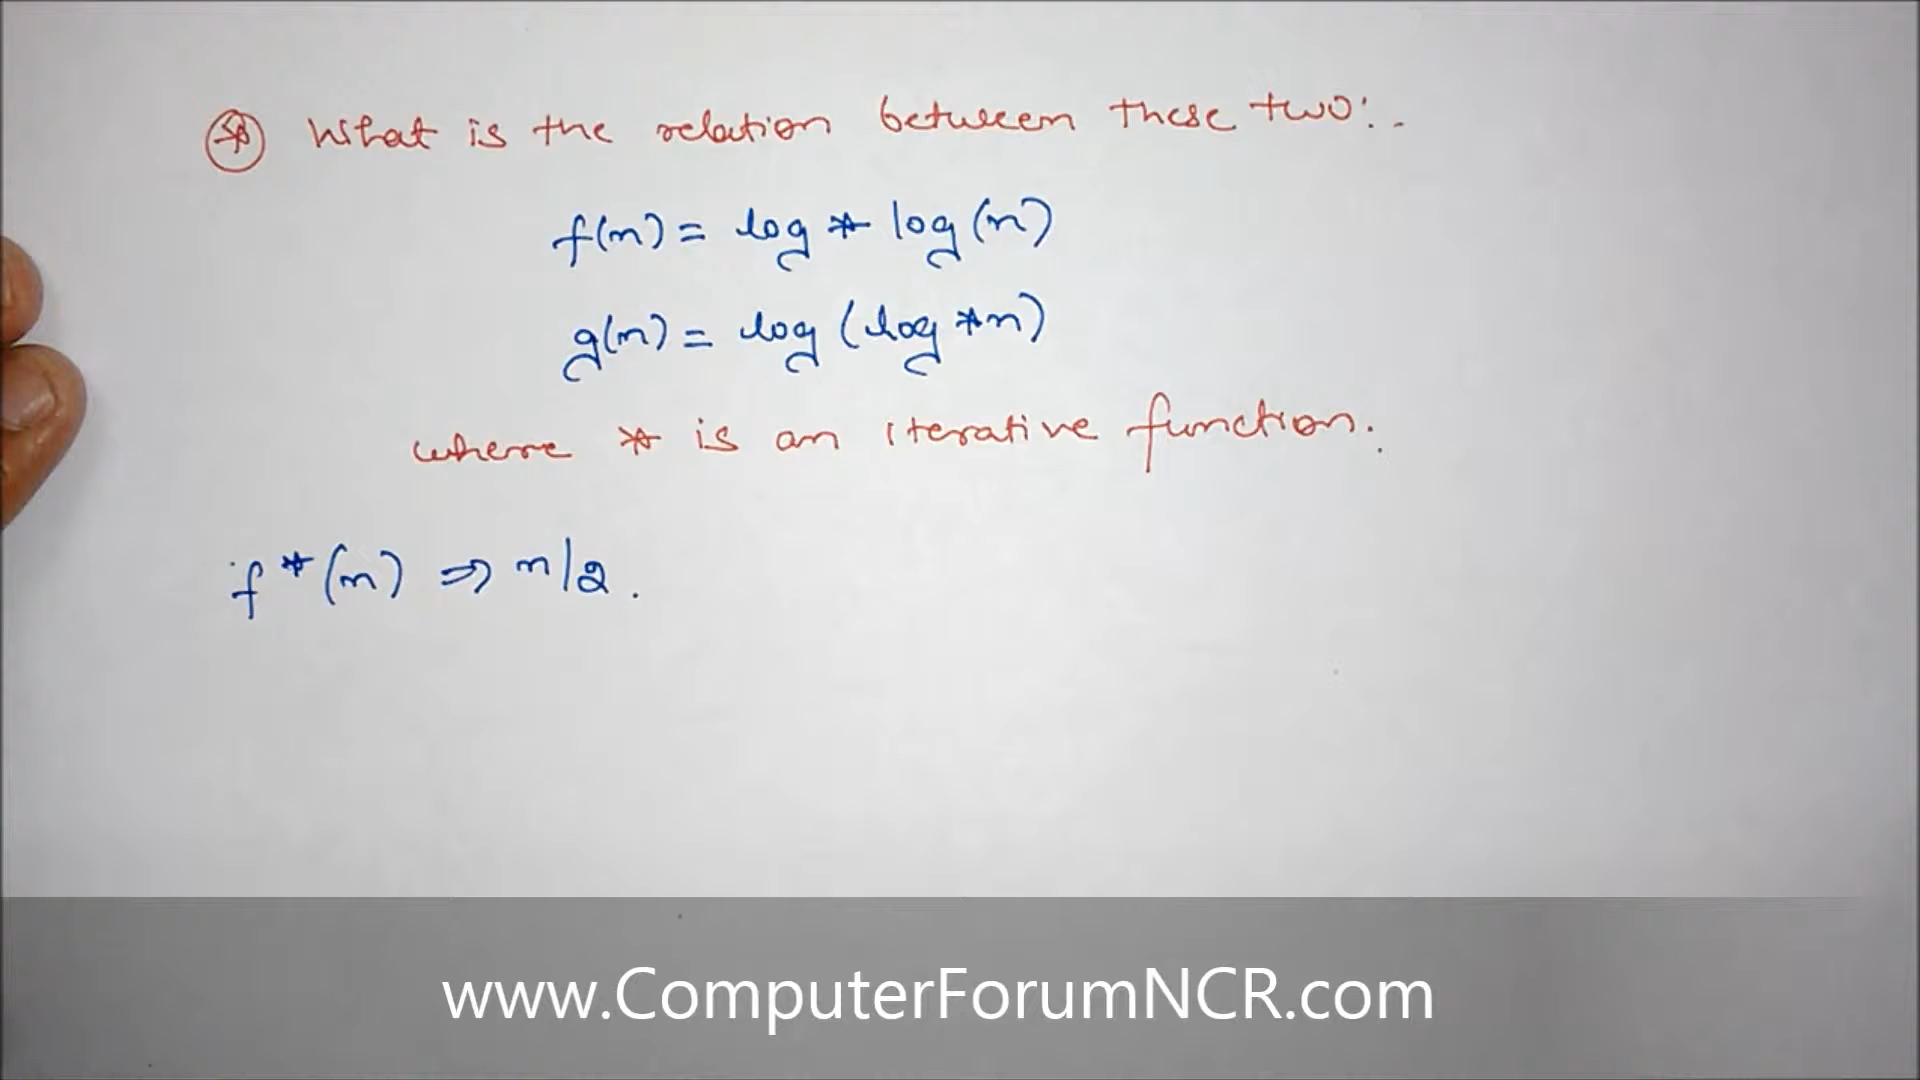 * What is the relation between these two:-
f(n) = log * log (n)
g(n) = log (log *n)
where * is an iterative function.
f*(n) ⇒ n/2.
www.ComputerForumNCR.com